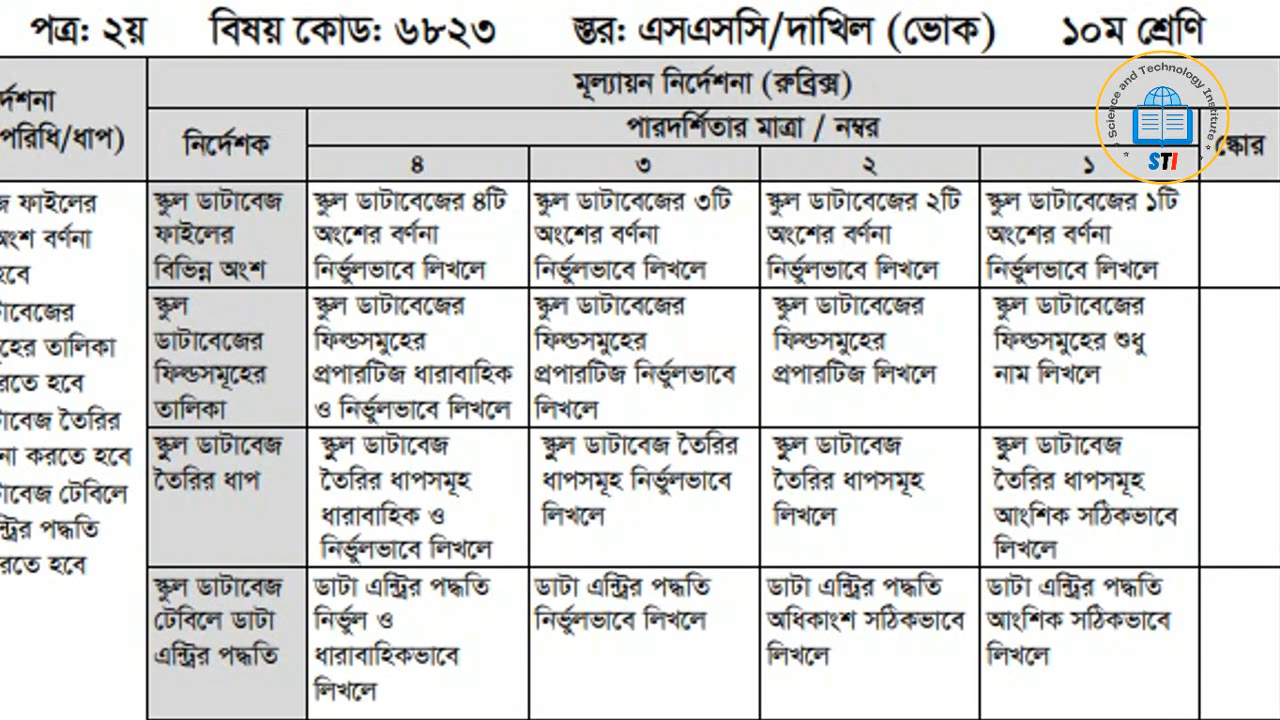 পত্র: ২য় বিষয় কোড: ৬৮২৩ স্তর: এসএসসি/দাখিল (ভোক) ১০ম শ্রেণি
র্দেশনা
পরিধি/ধাপ)
মূল্যায়ন নির্দেশনা (রুব্রিক্স)
নির্দেশক
পারদর্শিতার মাত্রা / নম্বর
স্কোর
৪ ৩ ২ ১
Science and Technology Institute
STI
জ ফাইলের
অংশ বর্ণনা
হবে
টাবেজের
হের তালিকা
রতে হবে
টাবেজ তৈরির
না করতে হবে
টাবেজ টেবিলে
ন্ট্রির পদ্ধতি
রতে হবে
স্কুল ডাটাবেজ
ফাইলের
বিভিন্ন অংশ
স্কুল ডাটাবেজের ৪টি
অংশের বর্ণনা
নির্ভুলভাবে লিখলে
স্কুল ডাটাবেজের ৩টি
অংশের বর্ণনা
নির্ভুলভাবে লিখলে
স্কুল ডাটাবেজের ২টি
অংশের বর্ণনা
নির্ভুলভাবে লিখলে
স্কুল ডাটাবেজের ১টি
অংশের বর্ণনা
নির্ভুলভাবে লিখলে
স্কুল
ডাটাবেজের
ফিল্ডসমূহের
তালিকা
স্কুল ডাটাবেজের
ফিল্ডসমুহের
প্রপারটিজ ধারাবাহিক
ও নির্ভুলভাবে লিখলে
স্কুল ডাটাবেজের
ফিল্ডসমুহের
প্রপারটিজ নির্ভুলভাবে
লিখলে
স্কুল ডাটাবেজের
ফিল্ডসমুহের
প্রপারটিজ লিখলে
স্কুল ডাটাবেজের
ফিল্ডসমুহের শুধু
নাম লিখলে
স্কুল ডাটাবেজ
তৈরির ধাপ
স্কুল ডাটাবেজ
তৈরির ধাপসমূহ
ধারাবাহিক ও
নির্ভুলভাবে লিখলে
স্কুল ডাটাবেজ তৈরির
ধাপসমূহ নির্ভুলভাবে
লিখলে
স্কুল ডাটাবেজ
তৈরির ধাপসমূহ
লিখলে
স্কুল ডাটাবেজ
তৈরির ধাপসমূহ
আংশিক সঠিকভাবে
লিখলে
স্কুল ডাটাবেজ
টেবিলে ডাটা
এন্ট্রির পদ্ধতি
ডাটা এন্ট্রির পদ্ধতি
নির্ভুল ও
ধারাবাহিকভাবে
লিখলে
ডাটা এন্ট্রির পদ্ধতি
নির্ভুলভাবে লিখলে
ডাটা এন্ট্রির পদ্ধতি
অধিকাংশ সঠিকভাবে
লিখলে
ডাটা এন্ট্রির পদ্ধতি
আংশিক সঠিকভাবে
লিখলে